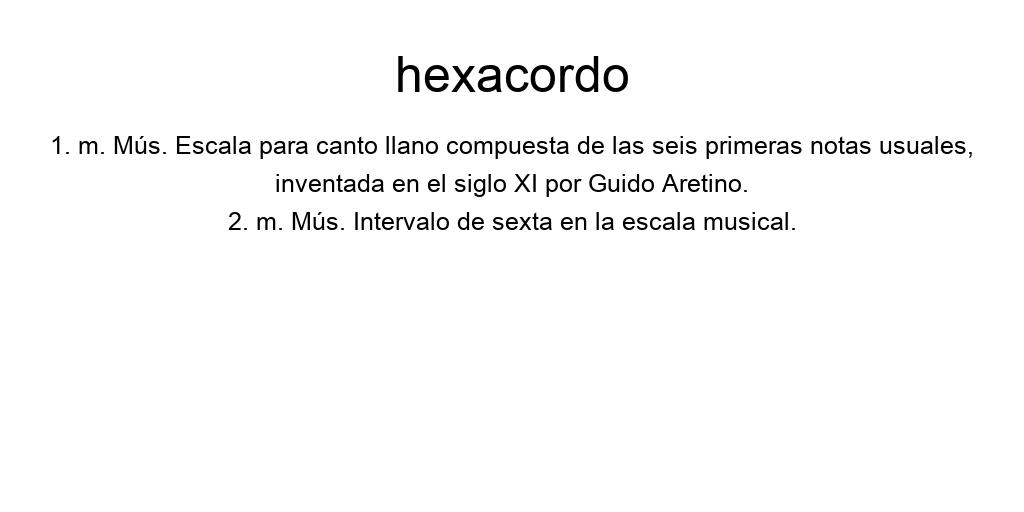 hexacordo
1. m. Mús. Escala para canto llano compuesta de las seis primeras notas usuales,
inventada en el siglo XI por Guido Aretino.
2. m. Mús. Intervalo de sexta en la escala musical.